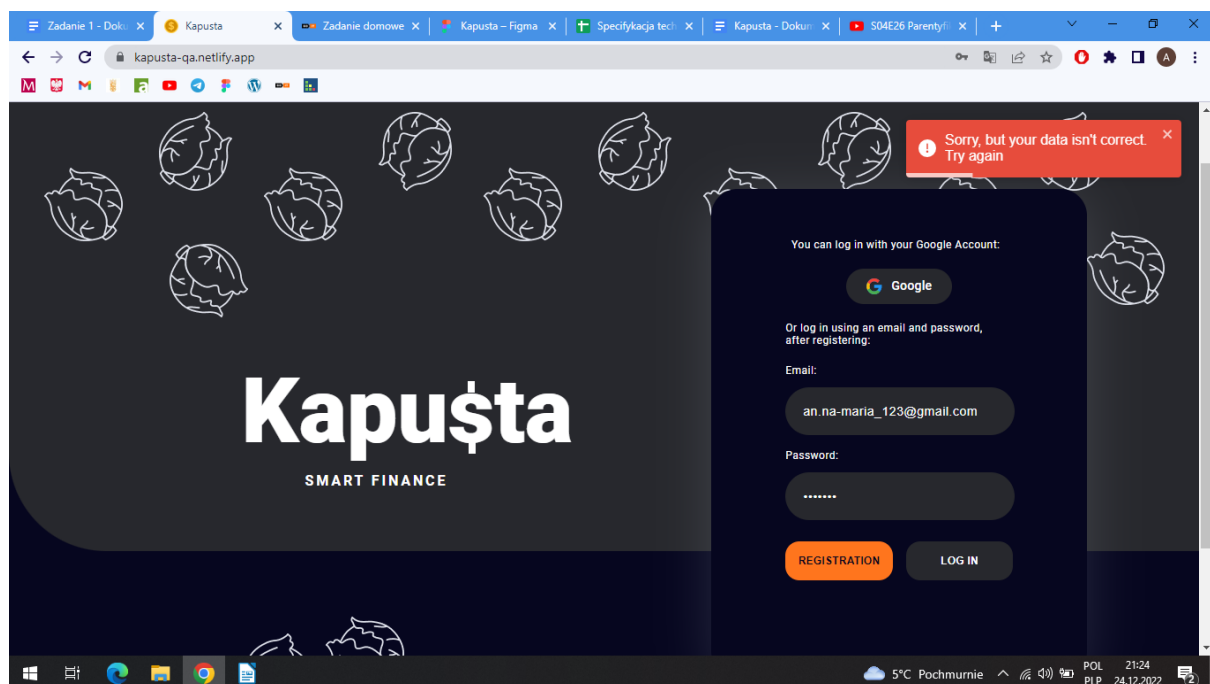 Zadanie 1 - Doku
Kapusta
Zadanie domowe
Kapusta – Figma
Specyfikacja tech
Kapusta - Dokum
S04E26 Parentyfi
kapusta-qa.netlify.app
A
Sorry, but your data isn't correct.
Try again
You can log in with your Google Account:
Google
Or log in using an email and password,
after registering:
Email:
an.na-maria_123@gmail.com
Password:
•••••••
REGISTRATION
LOG IN
Kapu$ta
SMART FINANCE
5°C Pochmurnie
POL
PLP
21:24
24.12.2022
2